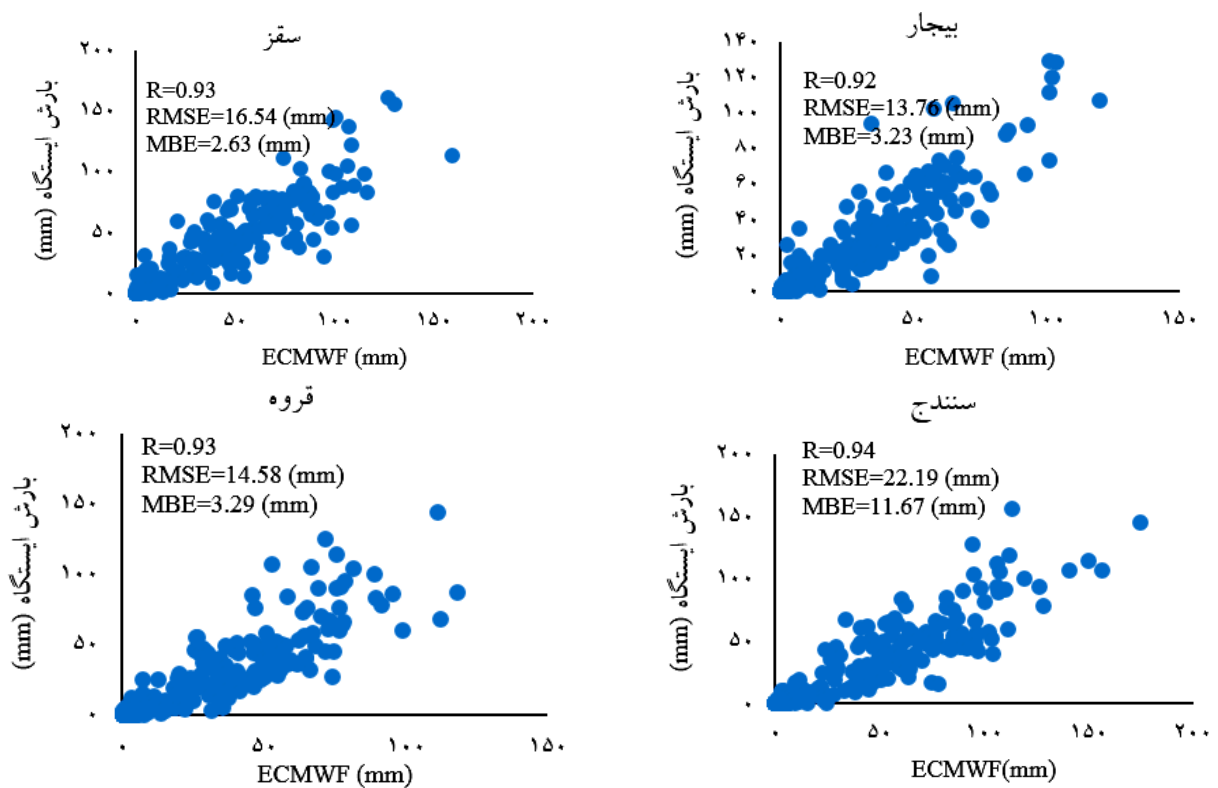 سقز
۲۰۰
۱۵۰
۱۰۰
۵۰
۰
بارش ایستگاه (mm)
R=0.93
RMSE=16.54 (mm)
MBE=2.63 (mm)
۰ ۵۰ ۱۰۰ ۱۵۰ ۲۰۰
ECMWF (mm)
بیجار
۱۴۰
۱۲۰
۱۰۰
۸۰
۶۰
۴۰
۲۰
۰
بارش ایستگاه (mm)
R=0.92
RMSE=13.76 (mm)
MBE=3.23 (mm)
۰ ۵۰ ۱۰۰ ۱۵۰
ECMWF (mm)
قروه
۲۰۰
۱۵۰
۱۰۰
۵۰
۰
بارش ایستگاه (mm)
R=0.93
RMSE=14.58 (mm)
MBE=3.29 (mm)
۰ ۵۰ ۱۰۰ ۱۵۰
ECMWF (mm)
سنندج
۲۰۰
۱۵۰
۱۰۰
۵۰
۰
بارش ایستگاه (mm)
R=0.94
RMSE=22.19 (mm)
MBE=11.67 (mm)
۰ ۵۰ ۱۰۰ ۱۵۰ ۲۰۰
ECMWF(mm)